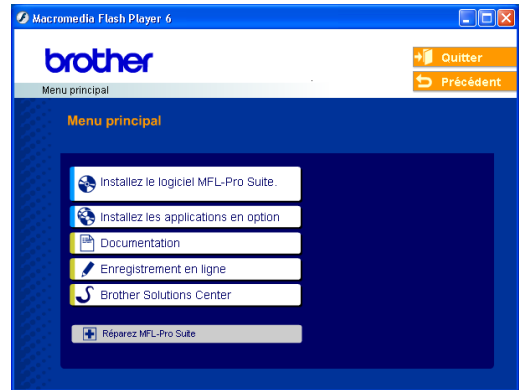 Macromedia Flash Player 6
brother
Quitter
Précédent
Menu principal
Menu principal
Installez le logiciel MFL-Pro Suite.
Installez les applications en option
Documentation
Enregistrement en ligne
Brother Solutions Center
Réparez MFL-Pro Suite